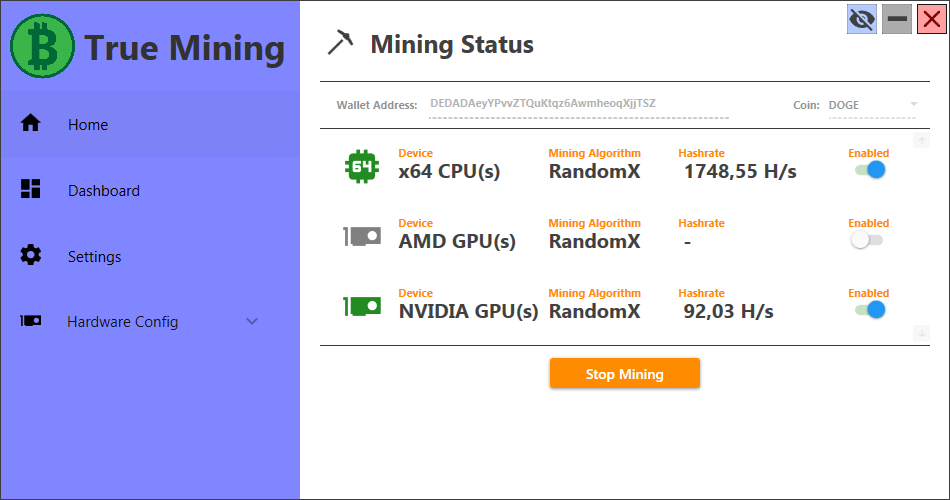 True Mining
Home
Dashboard
Settings
Hardware Config
Mining Status
Wallet Address: DEDADAeyYPvvZTQuKtqz6AwmheoqXjjTSZ Coin: DOGE
Device Mining Algorithm Hashrate Enabled
64 x64 CPU(s) RandomX 1748,55 H/s
Device Mining Algorithm Hashrate Enabled
AMD GPU(s) RandomX -
Device Mining Algorithm Hashrate Enabled
NVIDIA GPU(s) RandomX 92,03 H/s
Stop Mining